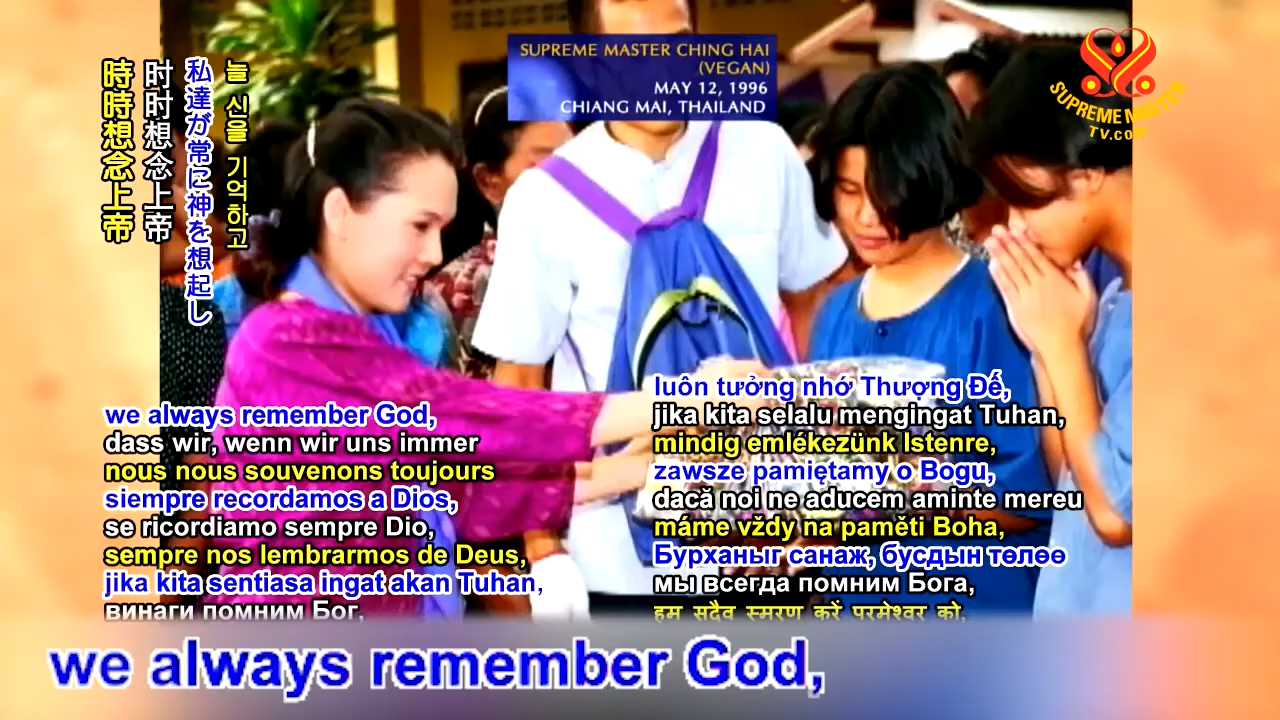 SUPREME MASTER CHING HAI
(VEGAN)
MAY 12, 1996
CHIANG MAI, THAILAND
SUPREME MASTER
TV.COM
時時想念上帝
时时想念上帝
私達が常に神を想起し
늘 신을 기억하고
we always remember God,
dass wir, wenn wir uns immer
nous nous souvenons toujours
siempre recordamos a Dios,
se ricordiamo sempre Dio,
sempre nos lembrarmos de Deus,
jika kita sentiasa ingat akan Tuhan,
винаги помним Бог,
luôn tưởng nhớ Thượng Đế,
jika kita selalu mengingat Tuhan,
mindig emlékezünk Istenre,
zawsze pamiętamy o Bogu,
dacă noi ne aducem aminte mereu
máme vždy na paměti Boha,
Бурханыг санаж, бусдын төлөө
мы всегда помним Бога,
हम सदैव स्मरण करें परमेश्वर को,
we always remember God,